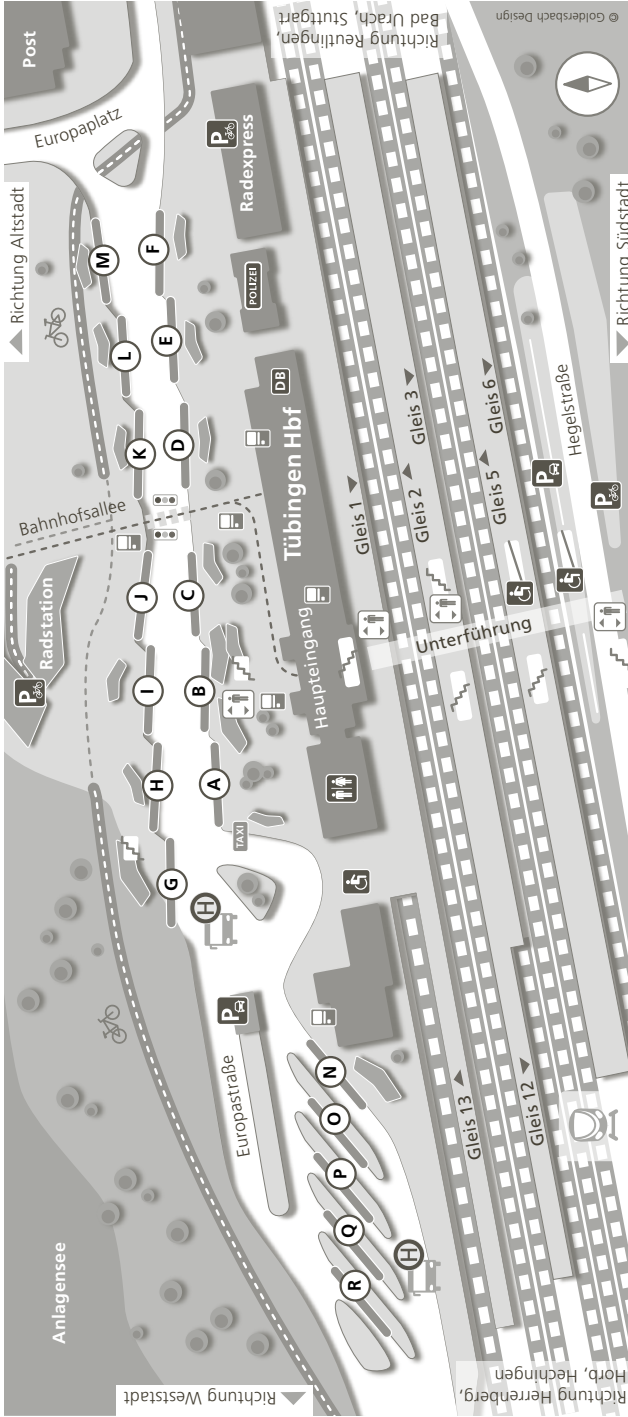 Post
Europaplatz
Richtung Altstadt
© Goldersbach Design
Richtung Reutlingen,
Bad Urach, Stuttgart
P
Radexpress
POLIZEI
M
F
L
E
K
D
DB
Tübingen Hbf
Haupteingang
Bahnhofsallee
J
C
I
B
H
A
G
TAXI
H
Radstation
P
Gleis 1
Gleis 2
Gleis 3
Gleis 5
Gleis 6
Unterführung
P
P
Hegelstraße
Richtung Südstadt
P
Europastraße
N
O
P
Q
R
H
Gleis 13
Gleis 12
Anlagensee
Richtung Weststadt
Richtung Herrenberg,
Horb, Hechingen